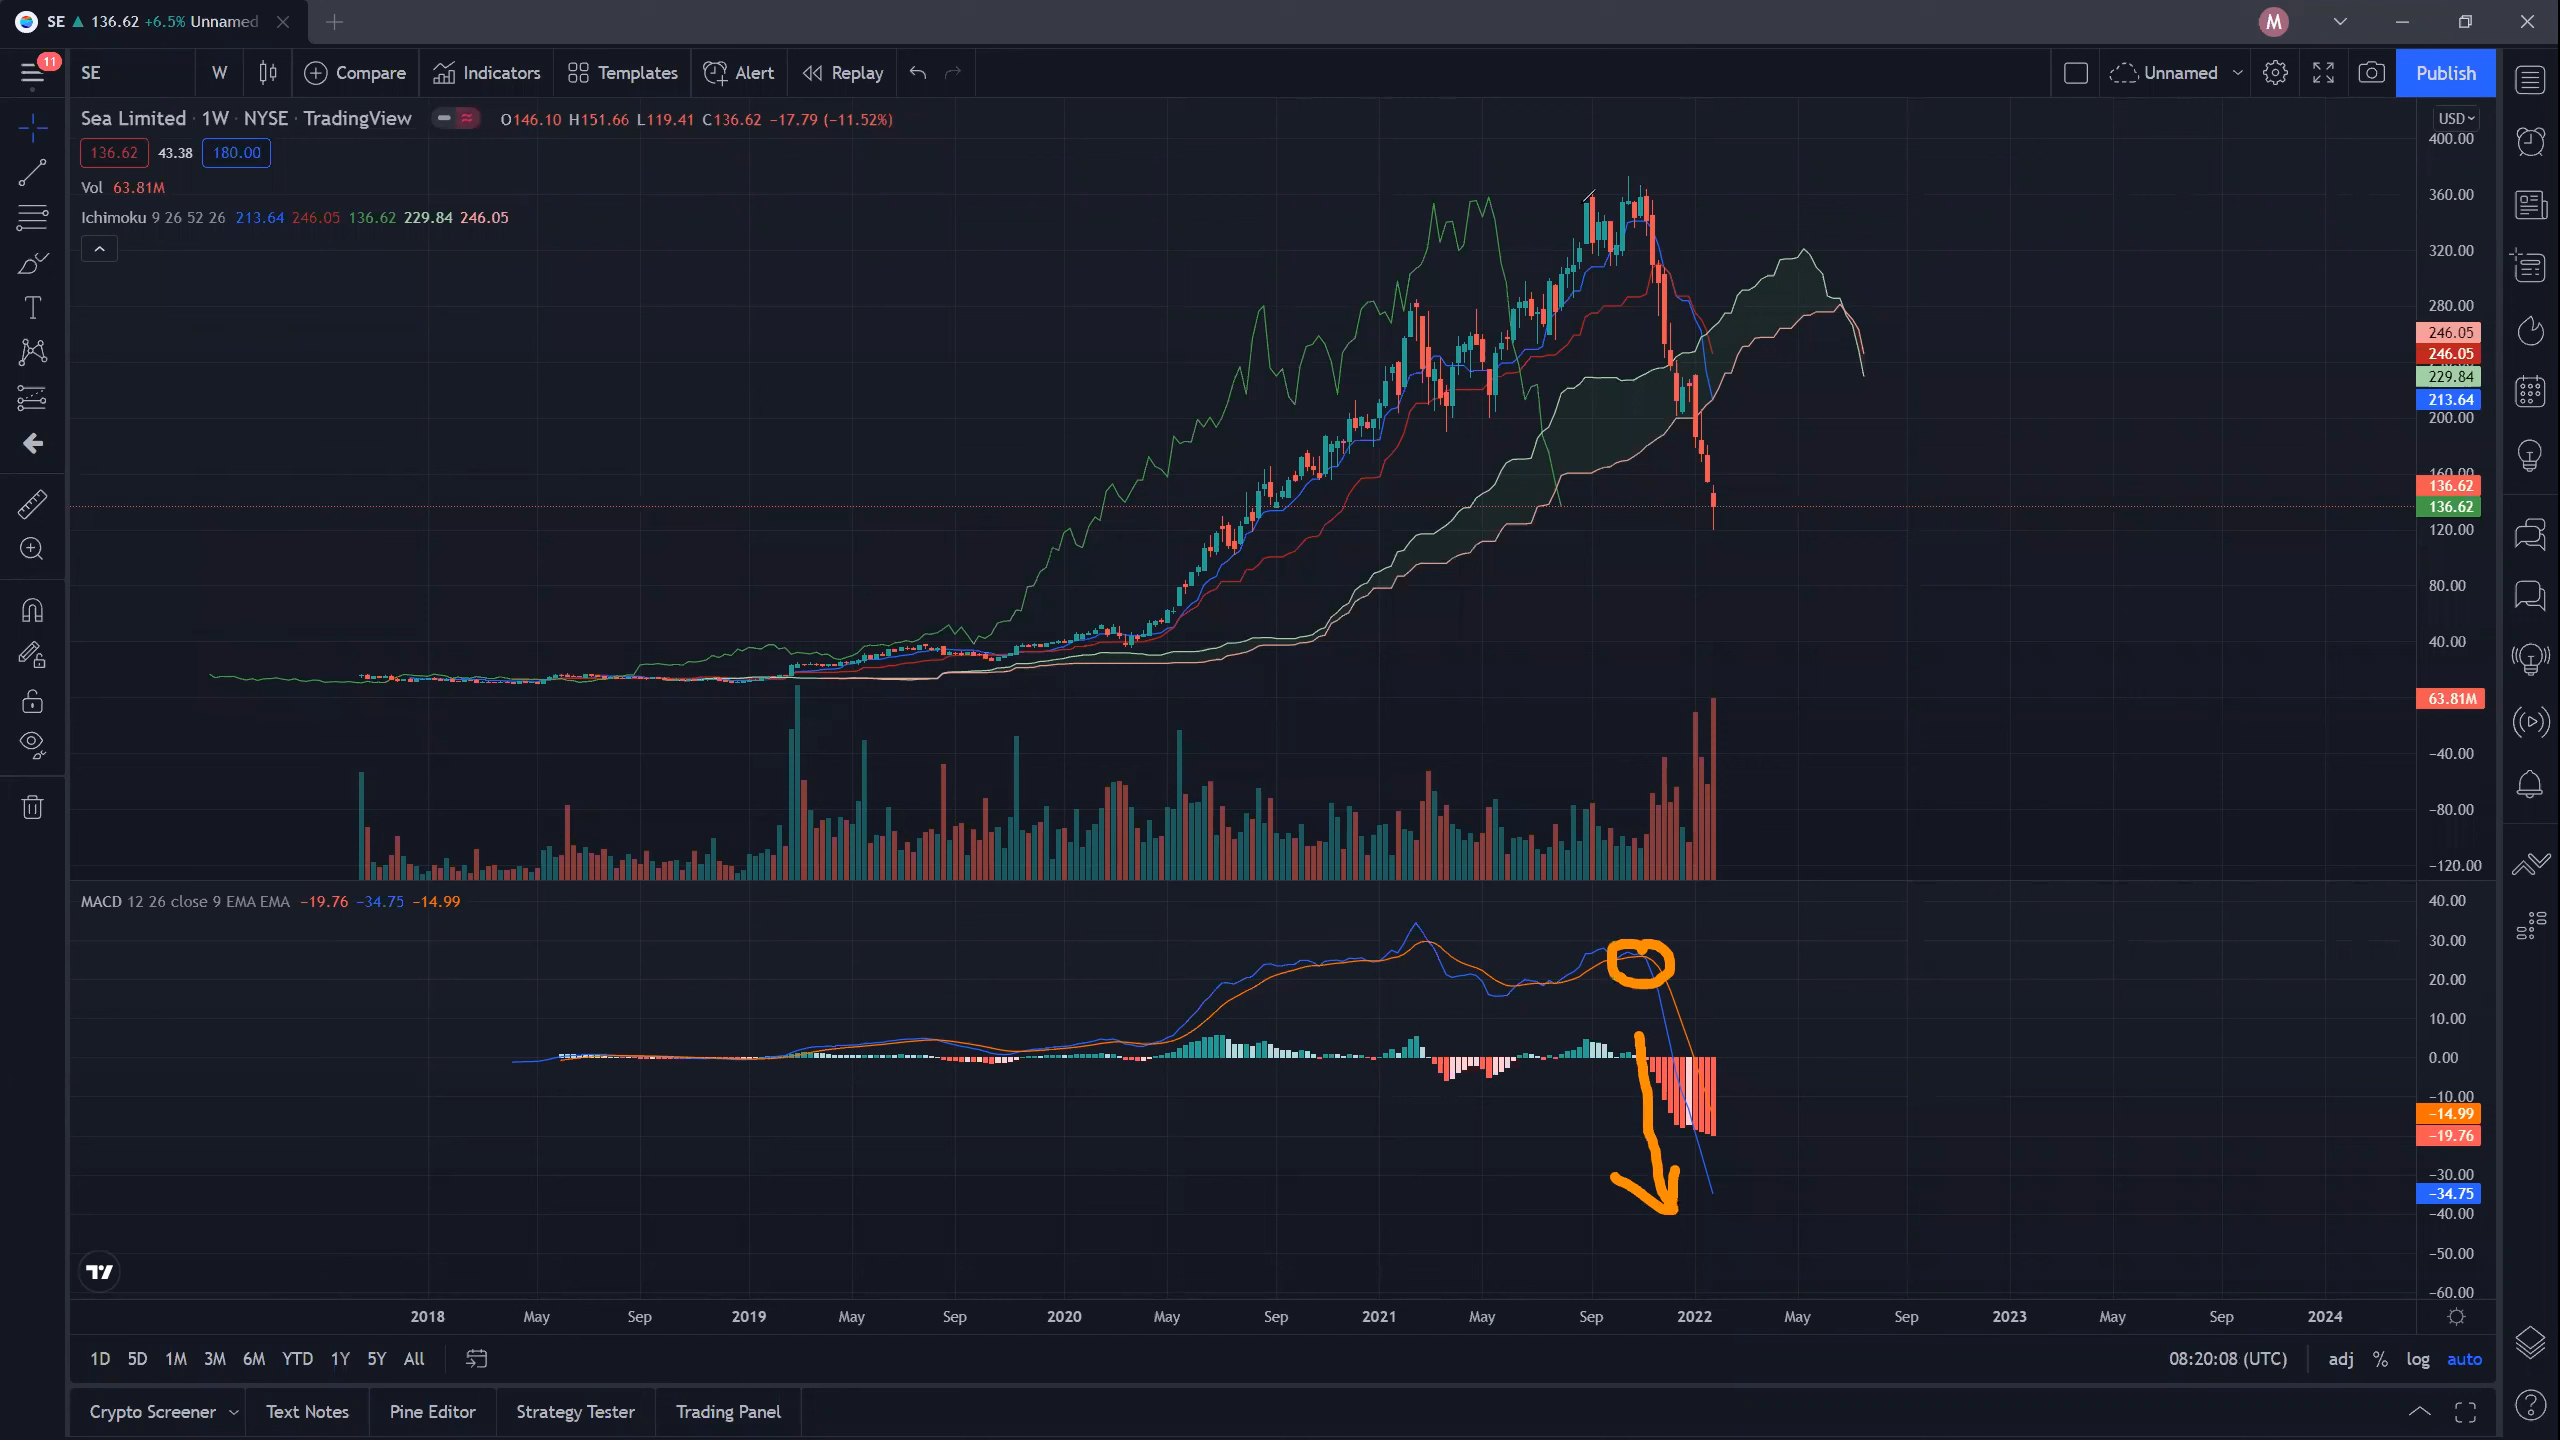 SE ▲ 136.62 +6.5% Unnamed
M
11
SE W Compare Indicators Templates Alert Replay Unnamed Publish
Sea Limited · 1W · NYSE · TradingView O146.10 H151.66 L119.41 C136.62 −17.79 (−11.52%)
136.62 43.38 180.00
Vol 63.81M
Ichimoku 9 26 52 26 213.64 246.05 136.62 229.84 246.05
USD
400.00
360.00
320.00
280.00
246.05
246.05
229.84
213.64
200.00
160.00
136.62
136.62
120.00
80.00
40.00
63.81M
−40.00
−80.00
−120.00
MACD 12 26 close 9 EMA EMA −19.76 −34.75 −14.99
40.00
30.00
20.00
10.00
0.00
−10.00
−14.99
−19.76
−30.00
−34.75
−40.00
−50.00
−60.00
2018 May Sep 2019 May Sep 2020 May Sep 2021 May Sep 2022 May Sep 2023 May Sep 2024
1D 5D 1M 3M 6M YTD 1Y 5Y All 08:20:08 (UTC) adj % log auto
Crypto Screener Text Notes Pine Editor Strategy Tester Trading Panel